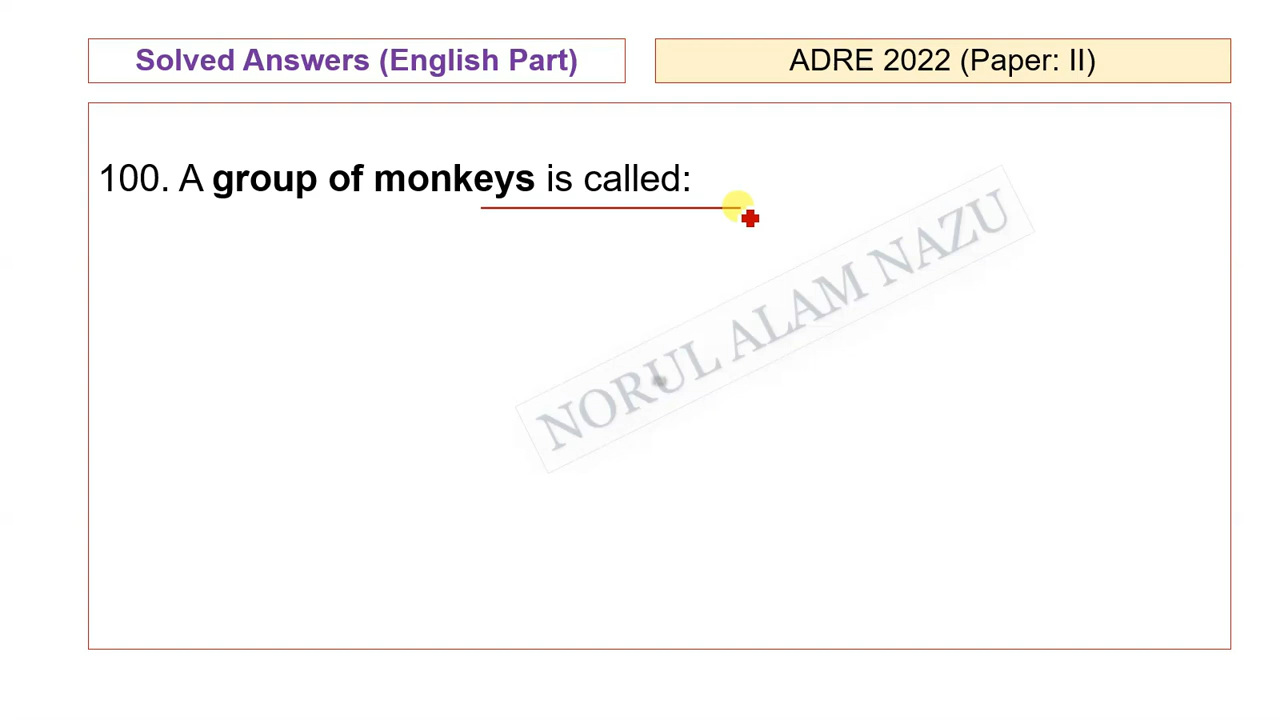 Solved Answers (English Part)
ADRE 2022 (Paper: II)
100. A group of monkeys is called:
NORUL ALAM NAZU